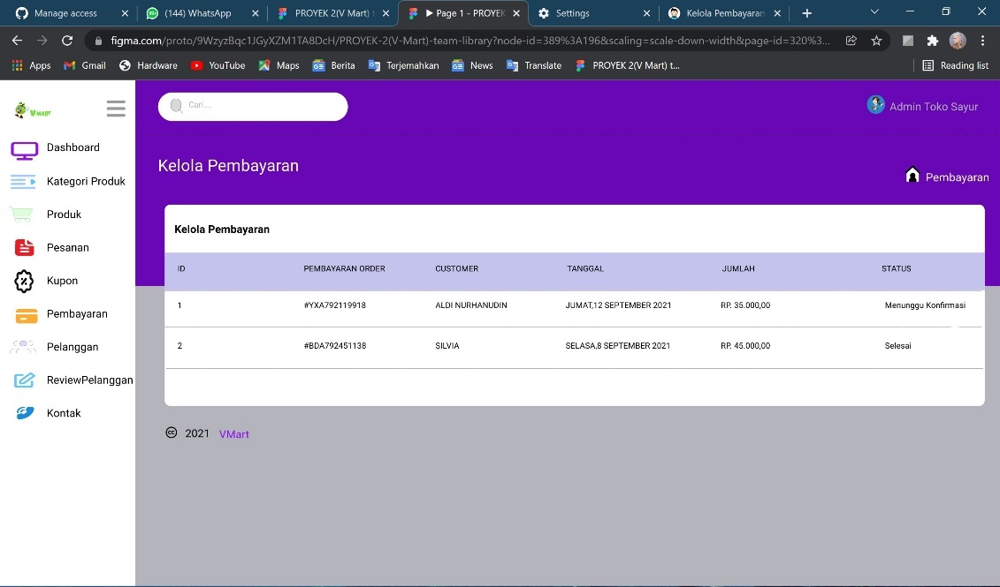 Manage access
(144) WhatsApp
PROYEK 2(V Mart) t
Page 1 - PROYEK
Settings
Kelola Pembayaran
figma.com/proto/9WzyzBqc1JGyXZM1TA8DcH/PROYEK-2(V-Mart)-team-library?node-id=389%3A196&scaling=scale-down-width&page-id=320%3...
Apps
Gmail
Hardware
YouTube
Maps
Berita
Terjemahkan
News
Translate
PROYEK 2(V Mart) t...
Reading list
VMART
Cari....
Admin Toko Sayur
Dashboard
Kategori Produk
Produk
Pesanan
Kupon
Pembayaran
Pelanggan
ReviewPelanggan
Kontak
Kelola Pembayaran
Pembayaran
Kelola Pembayaran
ID PEMBAYARAN ORDER CUSTOMER TANGGAL JUMLAH STATUS
1 #YXA792119918 ALDI NURHANUDIN JUMAT,12 SEPTEMBER 2021 RP. 35.000,00 Menunggu Konfirmasi
2 #BDA792451138 SILVIA SELASA,8 SEPTEMBER 2021 RP. 45.000,00 Selesai
2021 VMart